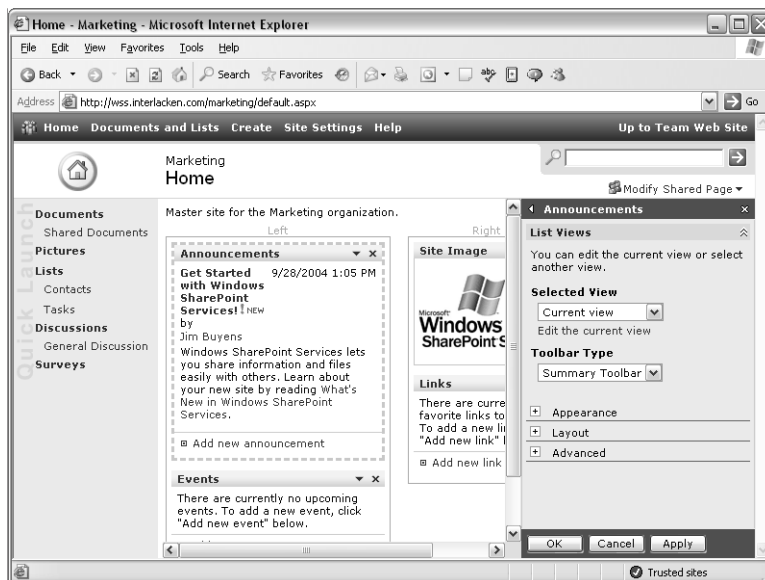 Home - Marketing - Microsoft Internet Explorer
File Edit View Favorites Tools Help
Back Search Favorites
Address http://wss.interlacken.com/marketing/default.aspx Go
Home Documents and Lists Create Site Settings Help Up to Team Web Site
Marketing
Home
Modify Shared Page
Quick Launch
Documents
Shared Documents
Pictures
Lists
Contacts
Tasks
Discussions
General Discussion
Surveys
Master site for the Marketing organization.
Left
Announcements
Get Started 9/28/2004 1:05 PM
with Windows
SharePoint
Services! ! NEW
by
Jim Buyens
Windows SharePoint Services lets
you share information and files
easily with others. Learn about
your new site by reading What's
New in Windows SharePoint
Services.
Add new announcement
Events
There are currently no upcoming
events. To add a new event, click
"Add new event" below.
Right
Site Image
Microsoft
Windows
SharePoint S
Links
There are curre
favorite links to
To add a new li
"Add new link"
Add new link
Announcements
List Views
You can edit the current view or select
another view.
Selected View
Current view
Edit the current view
Toolbar Type
Summary Toolbar
Appearance
Layout
Advanced
OK Cancel Apply
Trusted sites